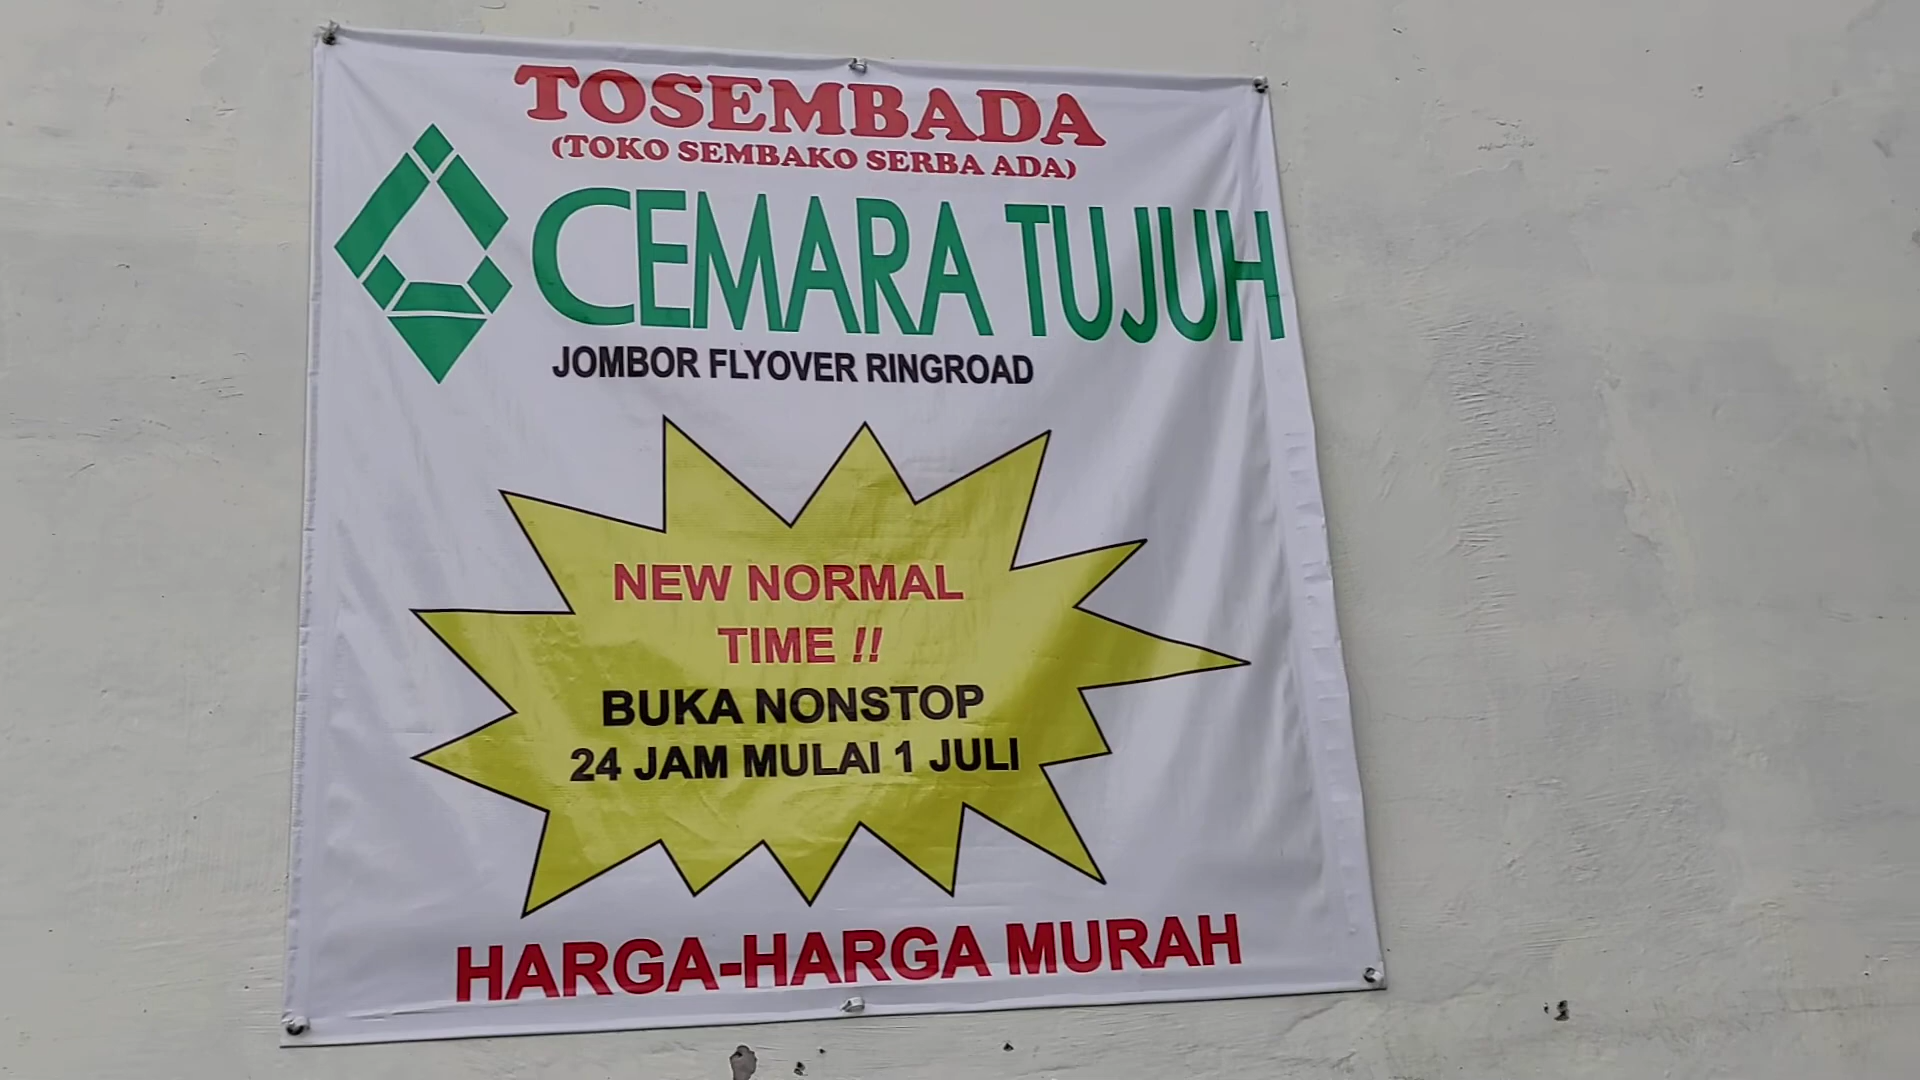 TOSEMBADA
(TOKO SEMBAKO SERBA ADA)
CEMARA TUJUH
JOMBOR FLYOVER RINGROAD
NEW NORMAL
TIME !!
BUKA NONSTOP
24 JAM MULAI 1 JULI
HARGA-HARGA MURAH